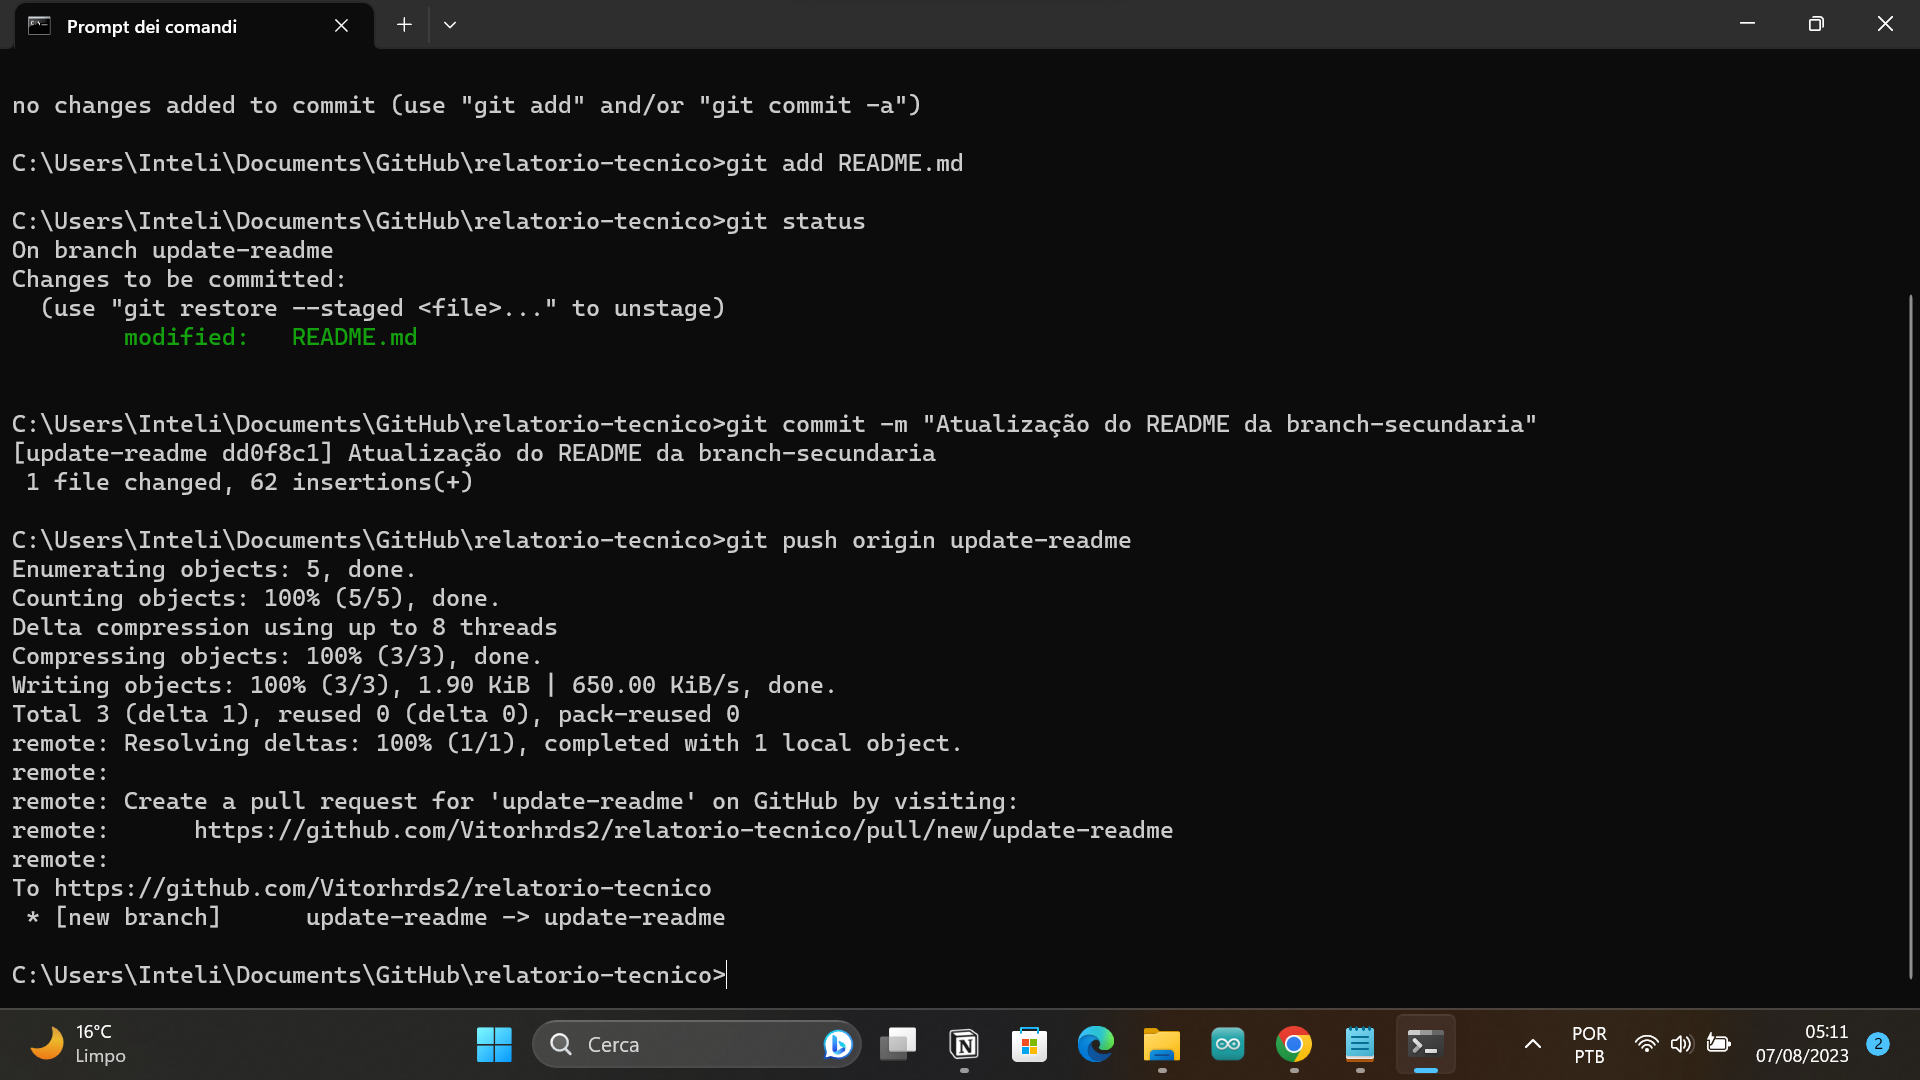 Prompt dei comandi
no changes added to commit (use "git add" and/or "git commit -a")
C:\Users\Inteli\Documents\GitHub\relatorio-tecnico>git add README.md
C:\Users\Inteli\Documents\GitHub\relatorio-tecnico>git status
On branch update-readme
Changes to be committed:
  (use "git restore --staged <file>..." to unstage)
        modified:   README.md
C:\Users\Inteli\Documents\GitHub\relatorio-tecnico>git commit -m "Atualização do README da branch-secundaria"
[update-readme dd0f8c1] Atualização do README da branch-secundaria
 1 file changed, 62 insertions(+)
C:\Users\Inteli\Documents\GitHub\relatorio-tecnico>git push origin update-readme
Enumerating objects: 5, done.
Counting objects: 100% (5/5), done.
Delta compression using up to 8 threads
Compressing objects: 100% (3/3), done.
Writing objects: 100% (3/3), 1.90 KiB | 650.00 KiB/s, done.
Total 3 (delta 1), reused 0 (delta 0), pack-reused 0
remote: Resolving deltas: 100% (1/1), completed with 1 local object.
remote:
remote: Create a pull request for 'update-readme' on GitHub by visiting:
remote:      https://github.com/Vitorhrds2/relatorio-tecnico/pull/new/update-readme
remote:
To https://github.com/Vitorhrds2/relatorio-tecnico
 * [new branch]      update-readme -> update-readme
C:\Users\Inteli\Documents\GitHub\relatorio-tecnico>
16°C
Limpo
Cerca
POR
PTB
05:11
07/08/2023
2